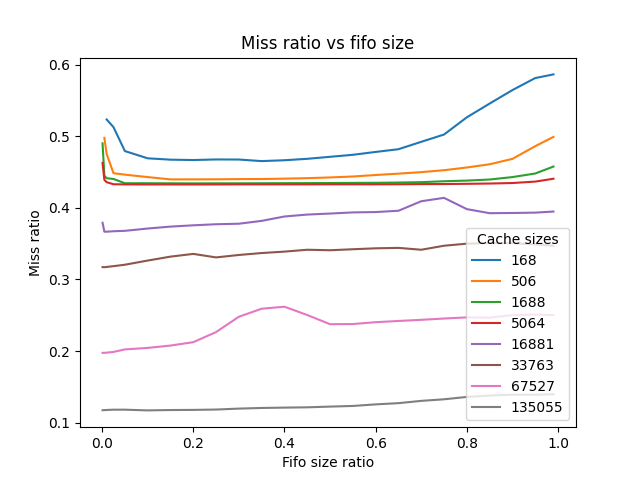 Miss ratio vs fifo size
Miss ratio
0.6
0.5
0.4
0.3
0.2
0.1
Cache sizes
168
506
1688
5064
16881
33763
67527
135055
0.0 0.2 0.4 0.6 0.8 1.0
Fifo size ratio